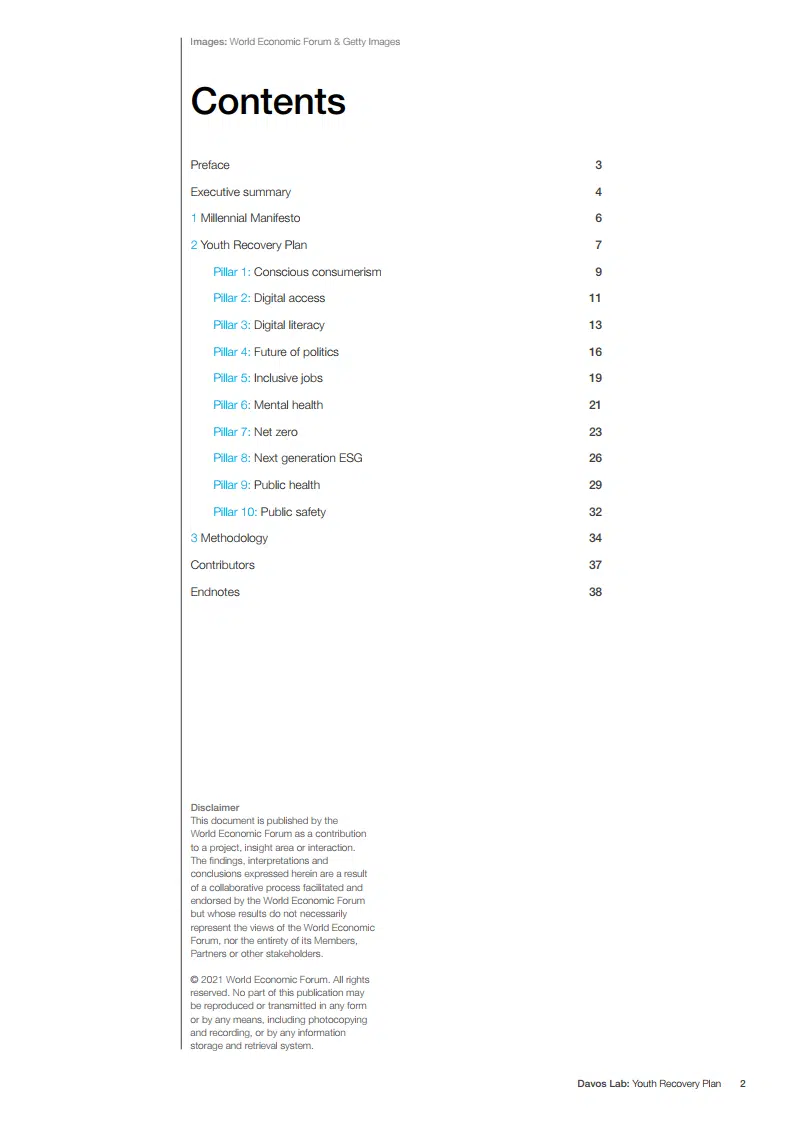 Images: World Economic Forum & Getty Images
Contents
Preface 3
Executive summary 4
1 Millennial Manifesto 6
2 Youth Recovery Plan 7
Pillar 1: Conscious consumerism 9
Pillar 2: Digital access 11
Pillar 3: Digital literacy 13
Pillar 4: Future of politics 16
Pillar 5: Inclusive jobs 19
Pillar 6: Mental health 21
Pillar 7: Net zero 23
Pillar 8: Next generation ESG 26
Pillar 9: Public health 29
Pillar 10: Public safety 32
3 Methodology 34
Contributors 37
Endnotes 38
Disclaimer
This document is published by the
World Economic Forum as a contribution
to a project, insight area or interaction.
The findings, interpretations and
conclusions expressed herein are a result
of a collaborative process facilitated and
endorsed by the World Economic Forum
but whose results do not necessarily
represent the views of the World Economic
Forum, nor the entirety of its Members,
Partners or other stakeholders.
© 2021 World Economic Forum. All rights
reserved. No part of this publication may
be reproduced or transmitted in any form
or by any means, including photocopying
and recording, or by any information
storage and retrieval system.
Davos Lab: Youth Recovery Plan 2